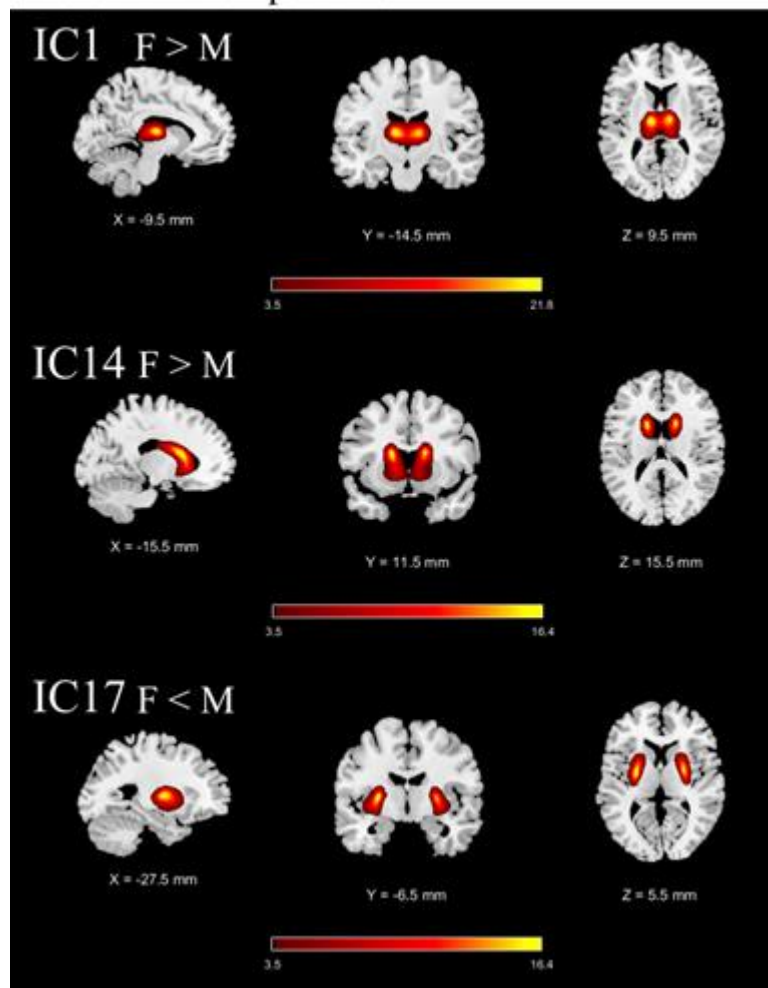 IC1 F > M
X = -9.5 mm
Y = -14.5 mm
Z = 9.5 mm
3.5 21.8
IC14 F > M
X = -15.5 mm
Y = 11.5 mm
Z = 15.5 mm
3.5 16.4
IC17 F < M
X = -27.5 mm
Y = -6.5 mm
Z = 5.5 mm
3.5 16.4